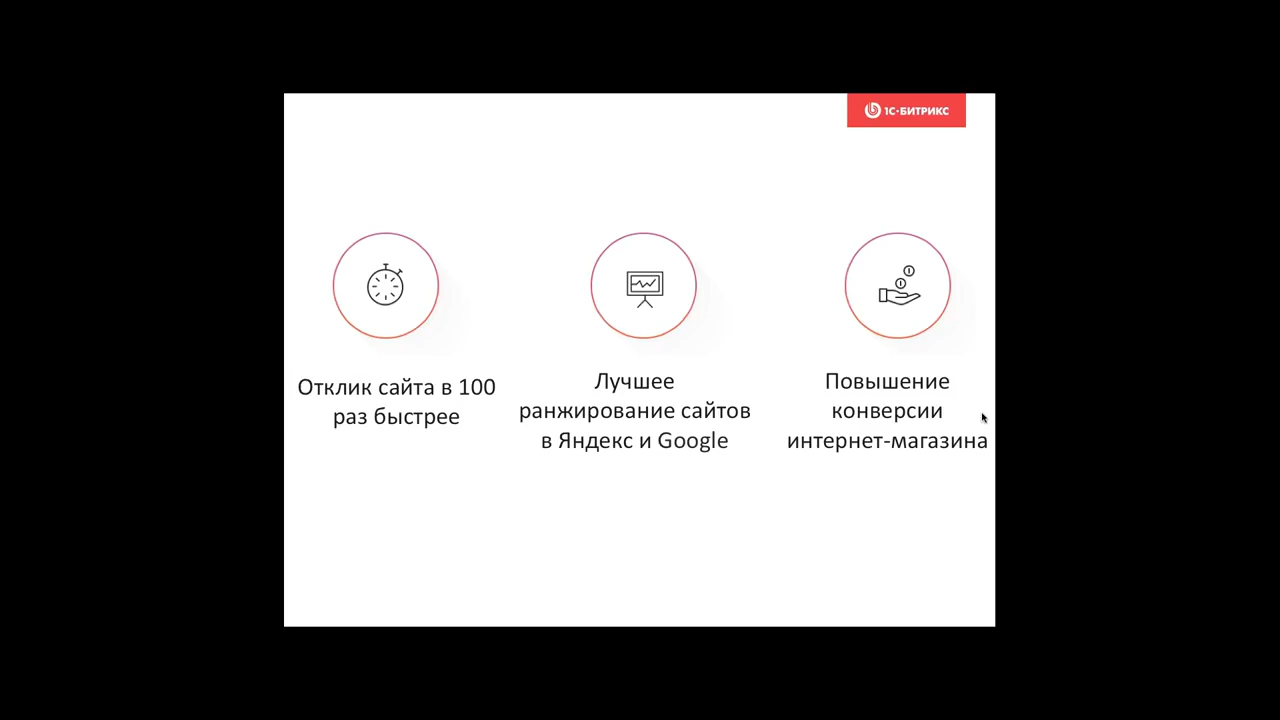 1С-БИТРИКС
Отклик сайта в 100
раз быстрее
Лучшее
ранжирование сайтов
в Яндекс и Google
Повышение
конверсии
интернет-магазина